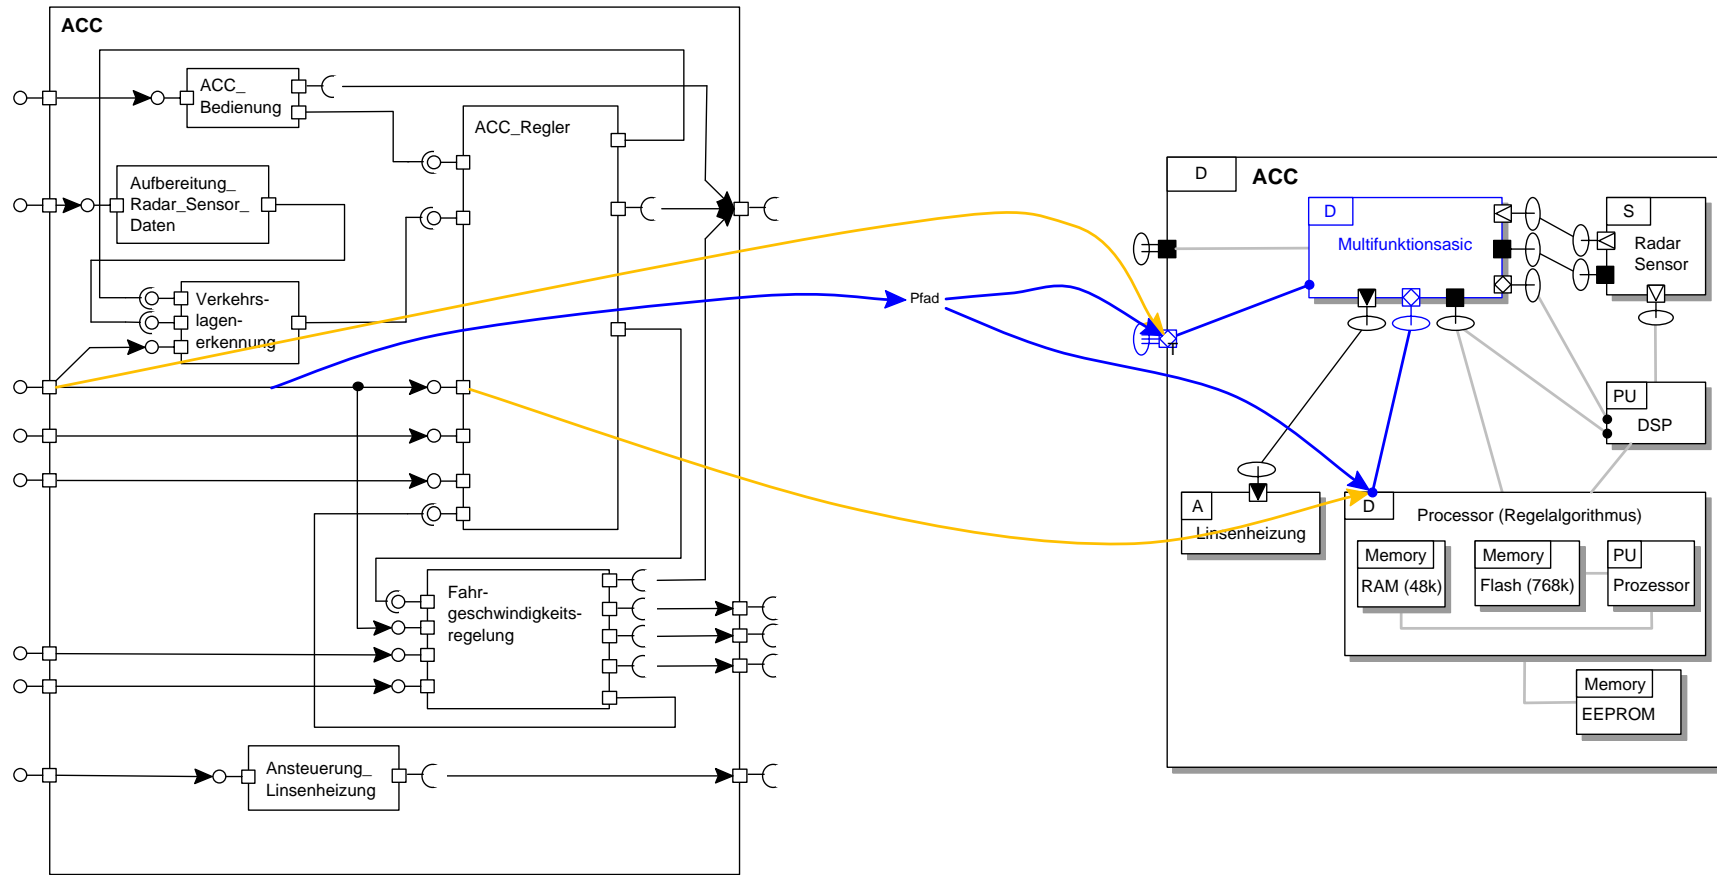 ACC
ACC_
Bedienung
ACC_Regler
Aufbereitung_
Radar_Sensor_
Daten
Verkehrs-
lagen-
erkennung
Fahr-
geschwindigkeits-
regelung
Ansteuerung_
Linsenheizung
Pfad
D
ACC
D
Multifunktionsasic
S
Radar
Sensor
PU
DSP
A
Linsenheizung
D
Processor (Regelalgorithmus)
Memory
RAM (48k)
Memory
Flash (768k)
PU
Prozessor
Memory
EEPROM